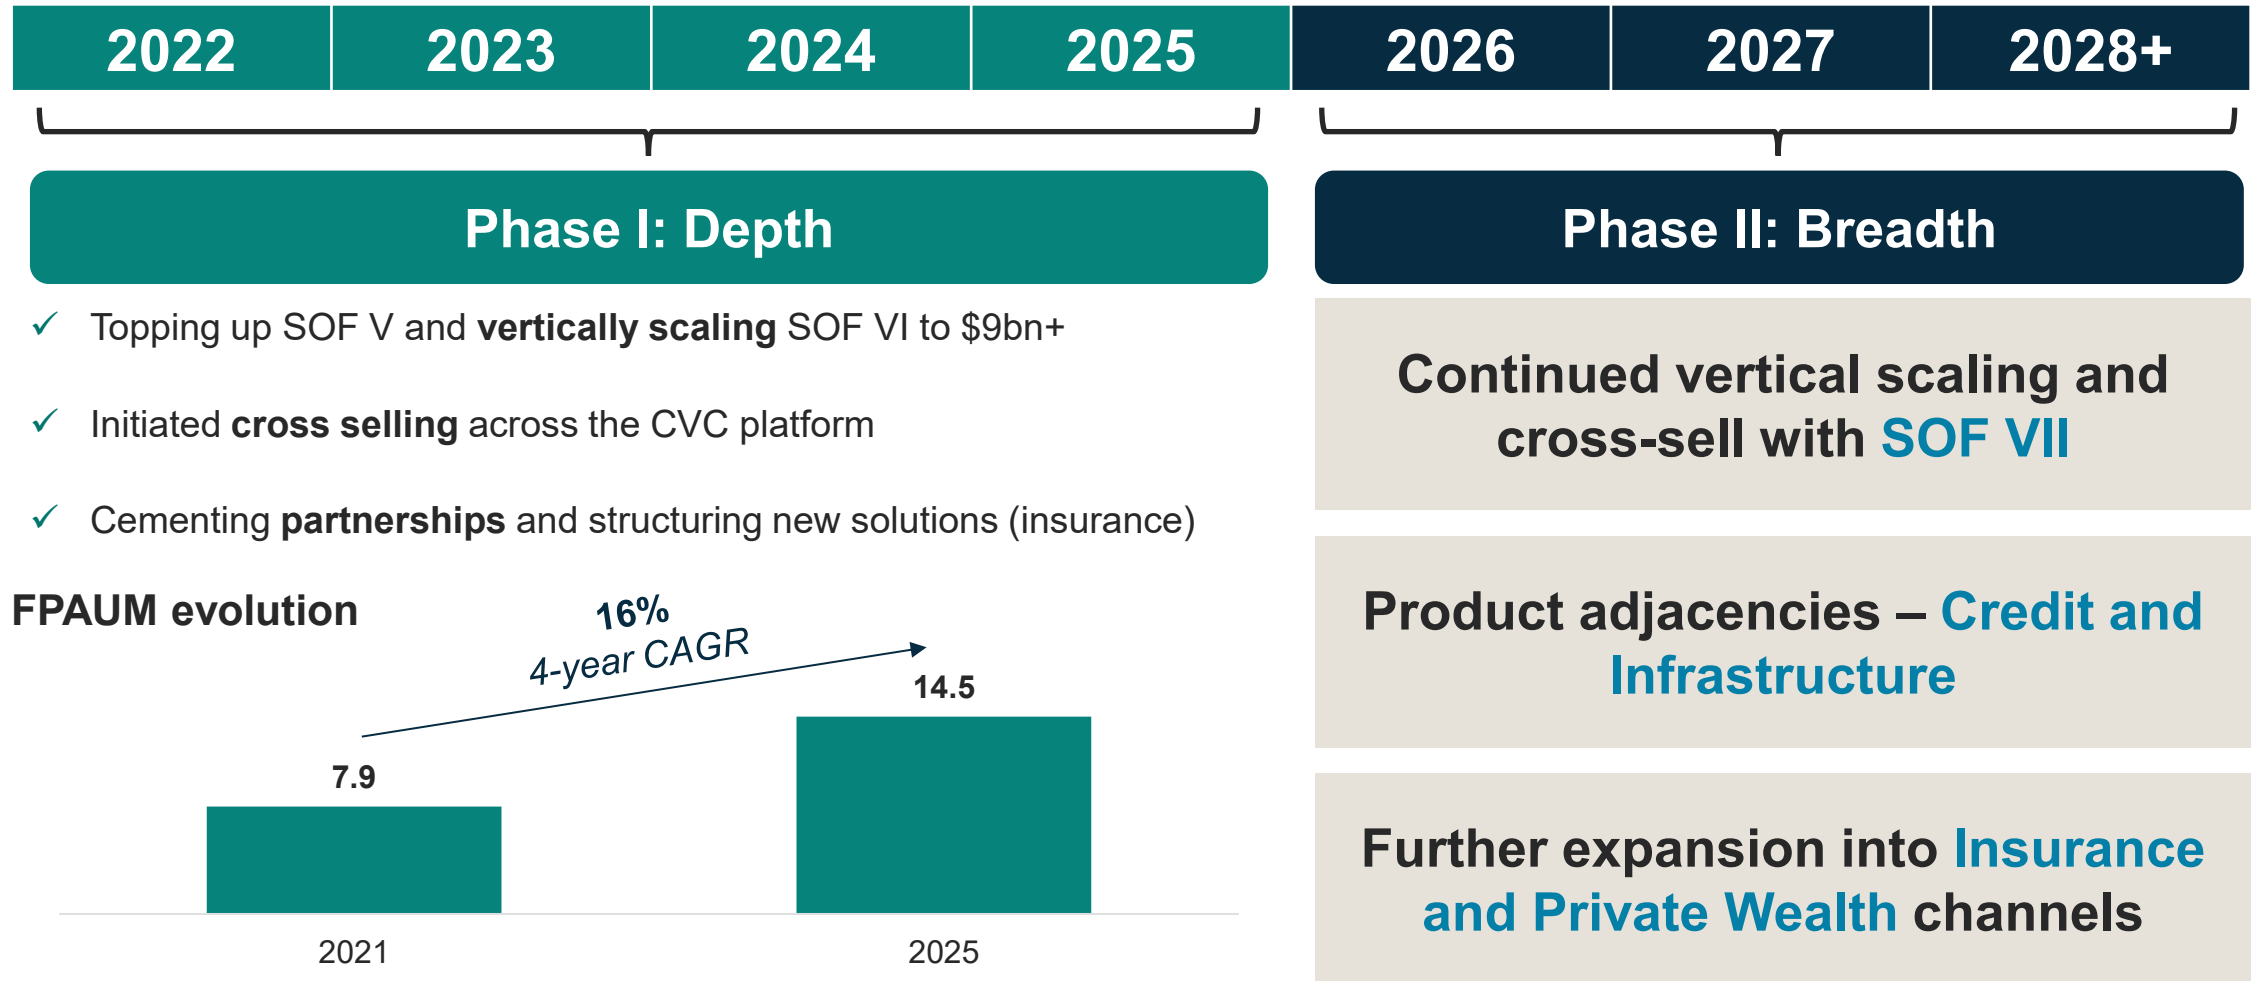 2022 2023 2024 2025 2026 2027 2028+
Phase I: Depth
✓ Topping up SOF V and vertically scaling SOF VI to $9bn+
✓ Initiated cross selling across the CVC platform
✓ Cementing partnerships and structuring new solutions (insurance)
FPAUM evolution
16%
4-year CAGR
7.9
14.5
2021
2025
Phase II: Breadth
Continued vertical scaling and
cross-sell with SOF VII
Product adjacencies – Credit and
Infrastructure
Further expansion into Insurance
and Private Wealth channels